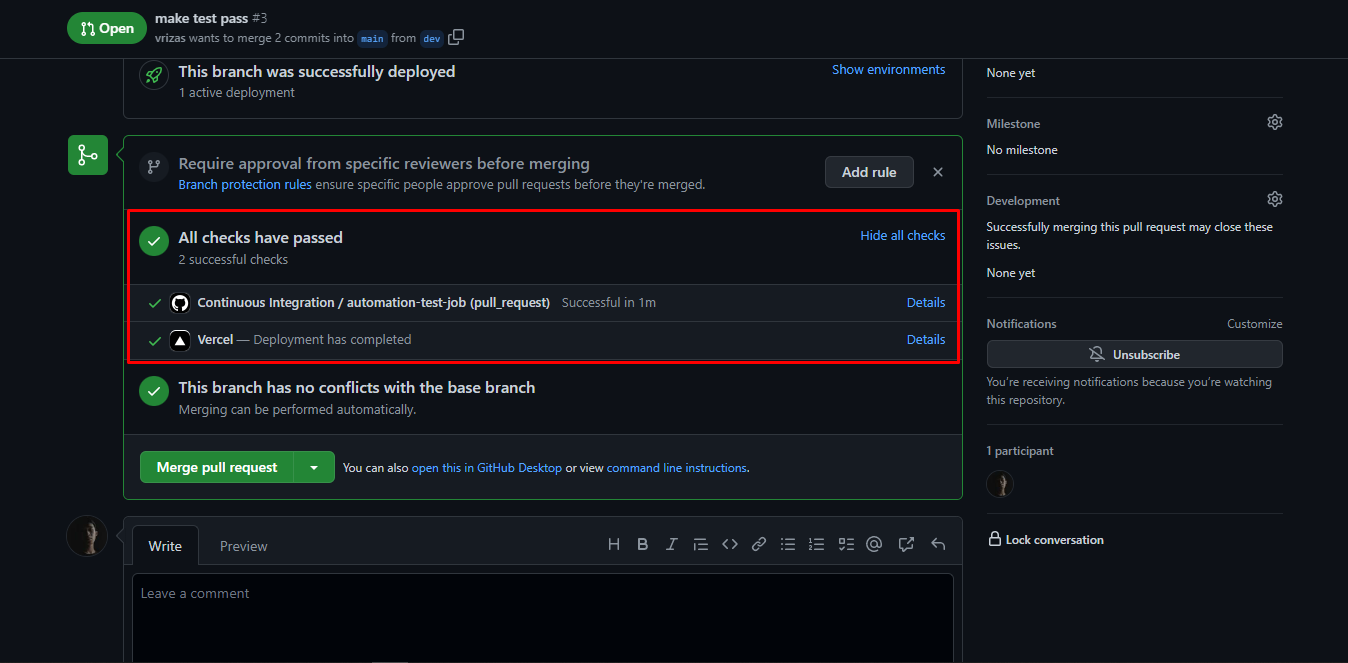 Open
make test pass #3
vrizas wants to merge 2 commits into main from dev
This branch was successfully deployed
1 active deployment
Show environments
Require approval from specific reviewers before merging
Branch protection rules ensure specific people approve pull requests before they're merged.
Add rule
All checks have passed
2 successful checks
Hide all checks
Continuous Integration / automation-test-job (pull_request) Successful in 1m
Details
Vercel — Deployment has completed
Details
This branch has no conflicts with the base branch
Merging can be performed automatically.
Merge pull request
You can also open this in GitHub Desktop or view command line instructions.
Write
Preview
Leave a comment
None yet
Milestone
No milestone
Development
Successfully merging this pull request may close these
issues.
None yet
Notifications
Customize
Unsubscribe
You're receiving notifications because you're watching
this repository.
1 participant
Lock conversation